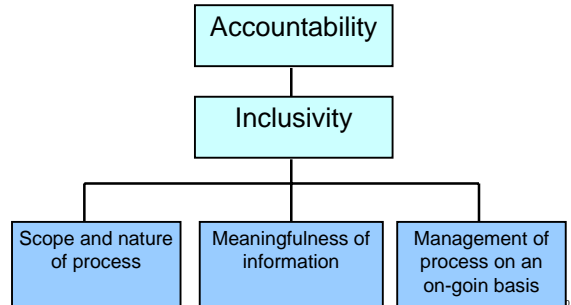 Accountability
Inclusivity
Scope and nature
of process
Meaningfulness of
information
Management of
process on an
on-goin basis